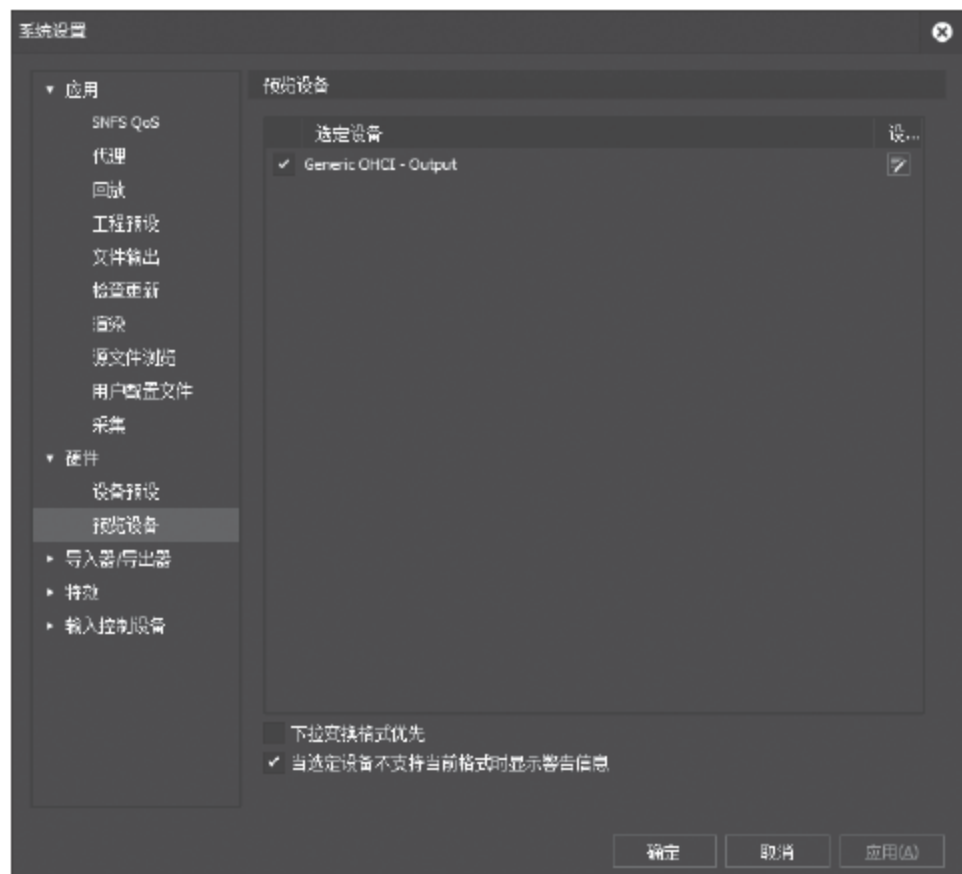 系统设置
应用
SNFS QoS
代理
回放
工程预设
文件输出
检查更新
渲染
源文件浏览
用户配置文件
采集
硬件
设备预设
预览设备
导入器/导出器
特效
输入控制设备
预览设备
选定设备 设...
Generic OHCI - Output
下拉变换格式优先
当选定设备不支持当前格式时显示警告信息
确定 取消 应用(A)